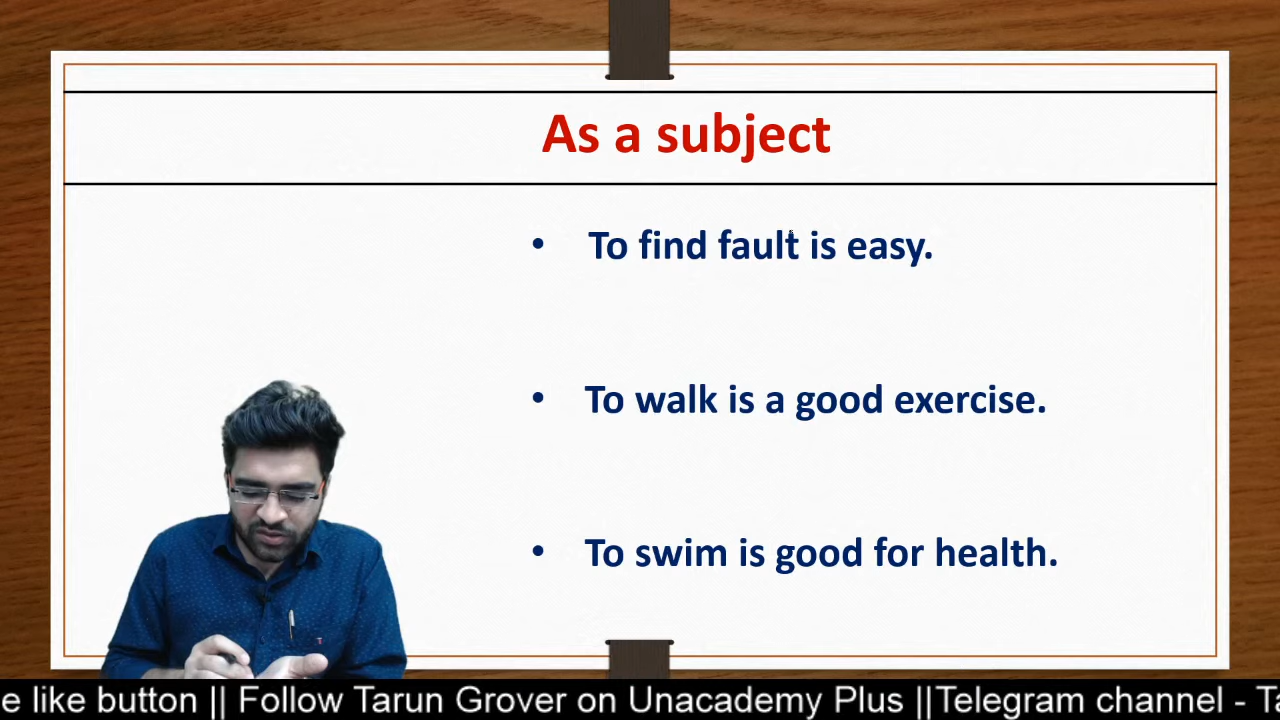 As a subject
• To find fault is easy.
• To walk is a good exercise.
• To swim is good for health.
e like button || Follow Tarun Grover on Unacademy Plus ||Telegram channel - Ta